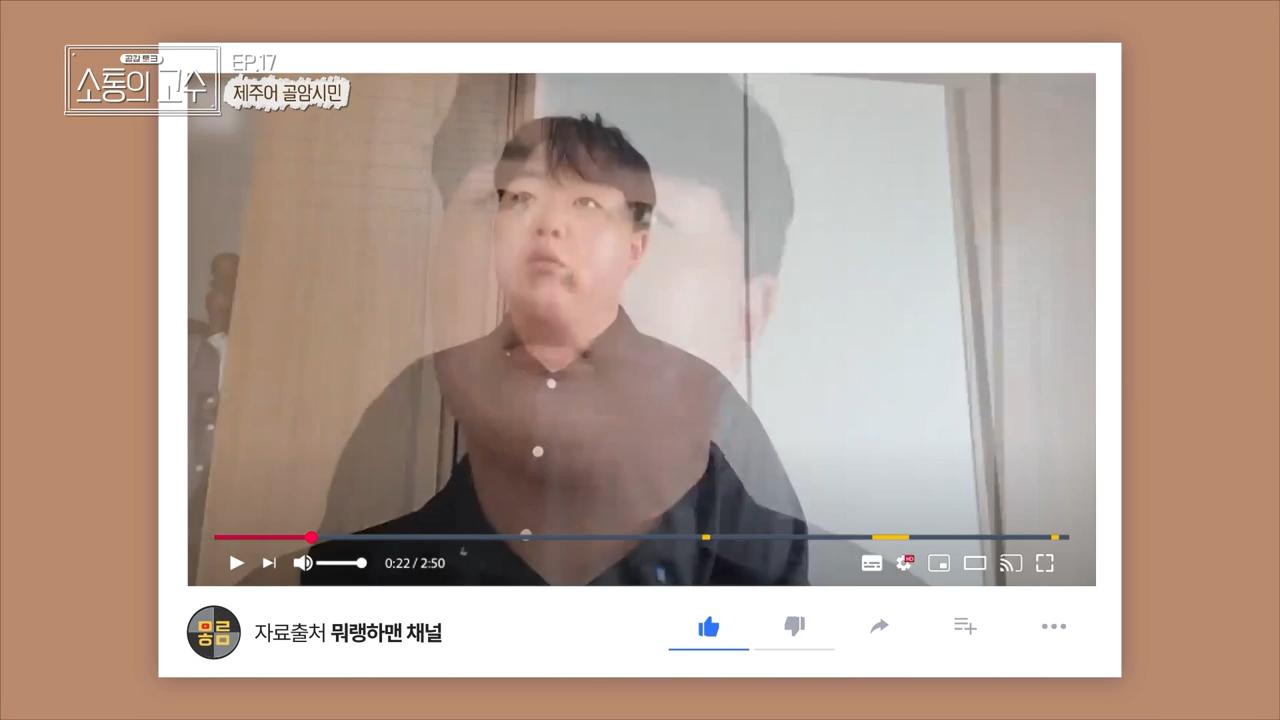 공감 토크
소통의 고수
EP.17
제주어 골암시민
0:22 / 2:50
HD
몽름
자료출처 뭐랭하맨 채널